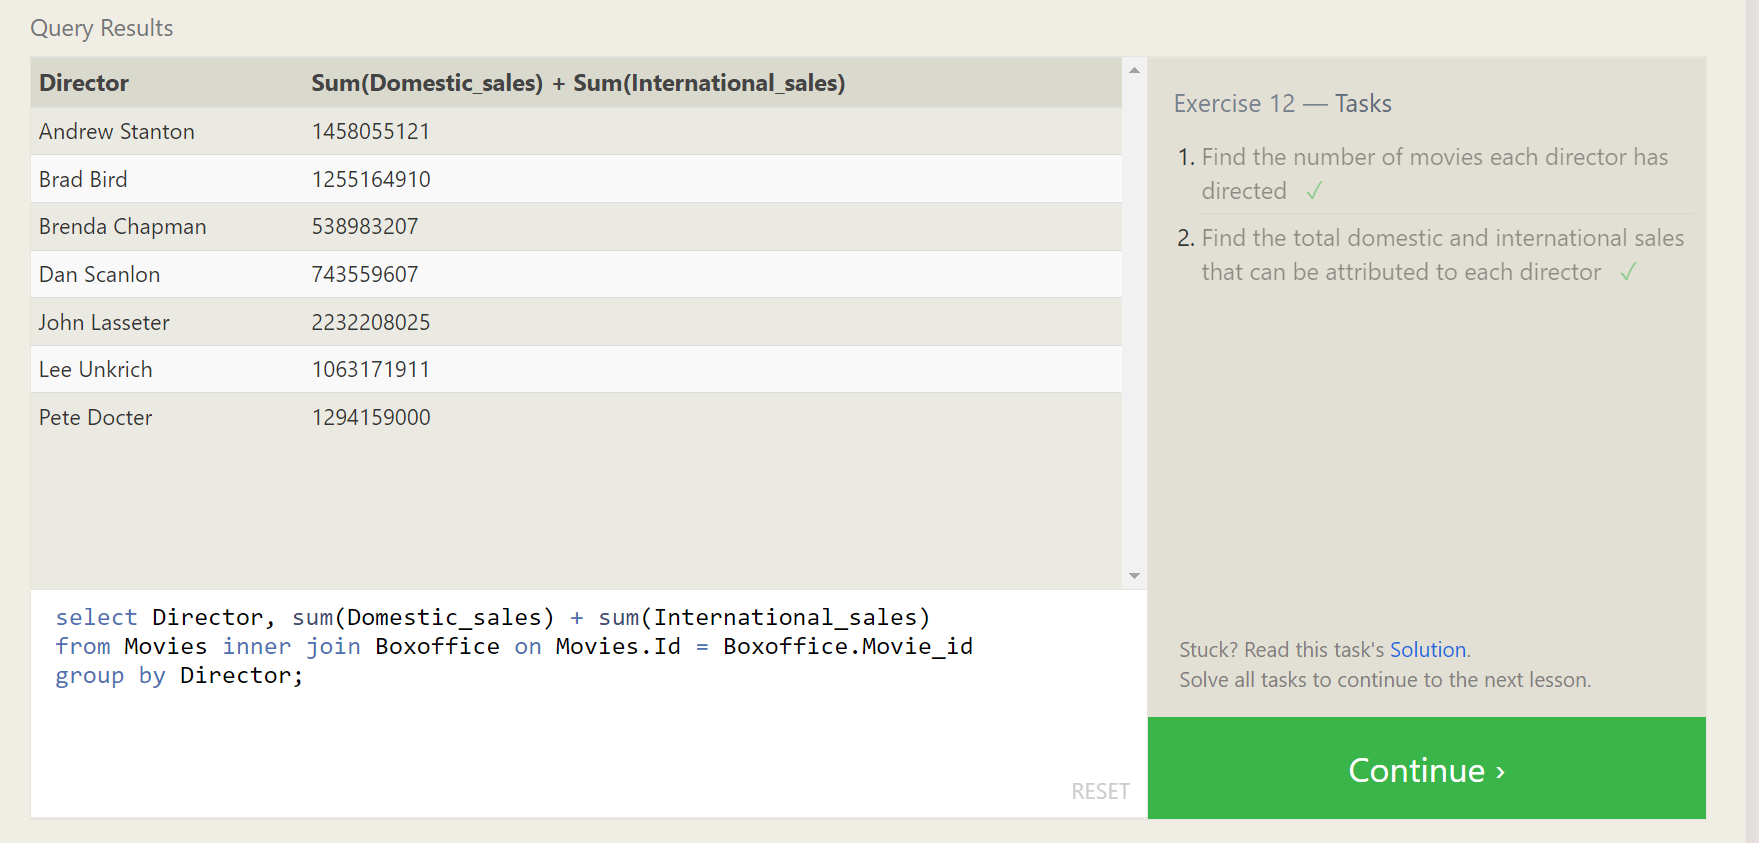 Query Results
Director Sum(Domestic_sales) + Sum(International_sales)
Andrew Stanton 1458055121
Brad Bird 1255164910
Brenda Chapman 538983207
Dan Scanlon 743559607
John Lasseter 2232208025
Lee Unkrich 1063171911
Pete Docter 1294159000
select Director, sum(Domestic_sales) + sum(International_sales)
from Movies inner join Boxoffice on Movies.Id = Boxoffice.Movie_id
group by Director;
RESET
Exercise 12 — Tasks
1. Find the number of movies each director has
directed ✓
2. Find the total domestic and international sales
that can be attributed to each director ✓
Stuck? Read this task's Solution.
Solve all tasks to continue to the next lesson.
Continue ›